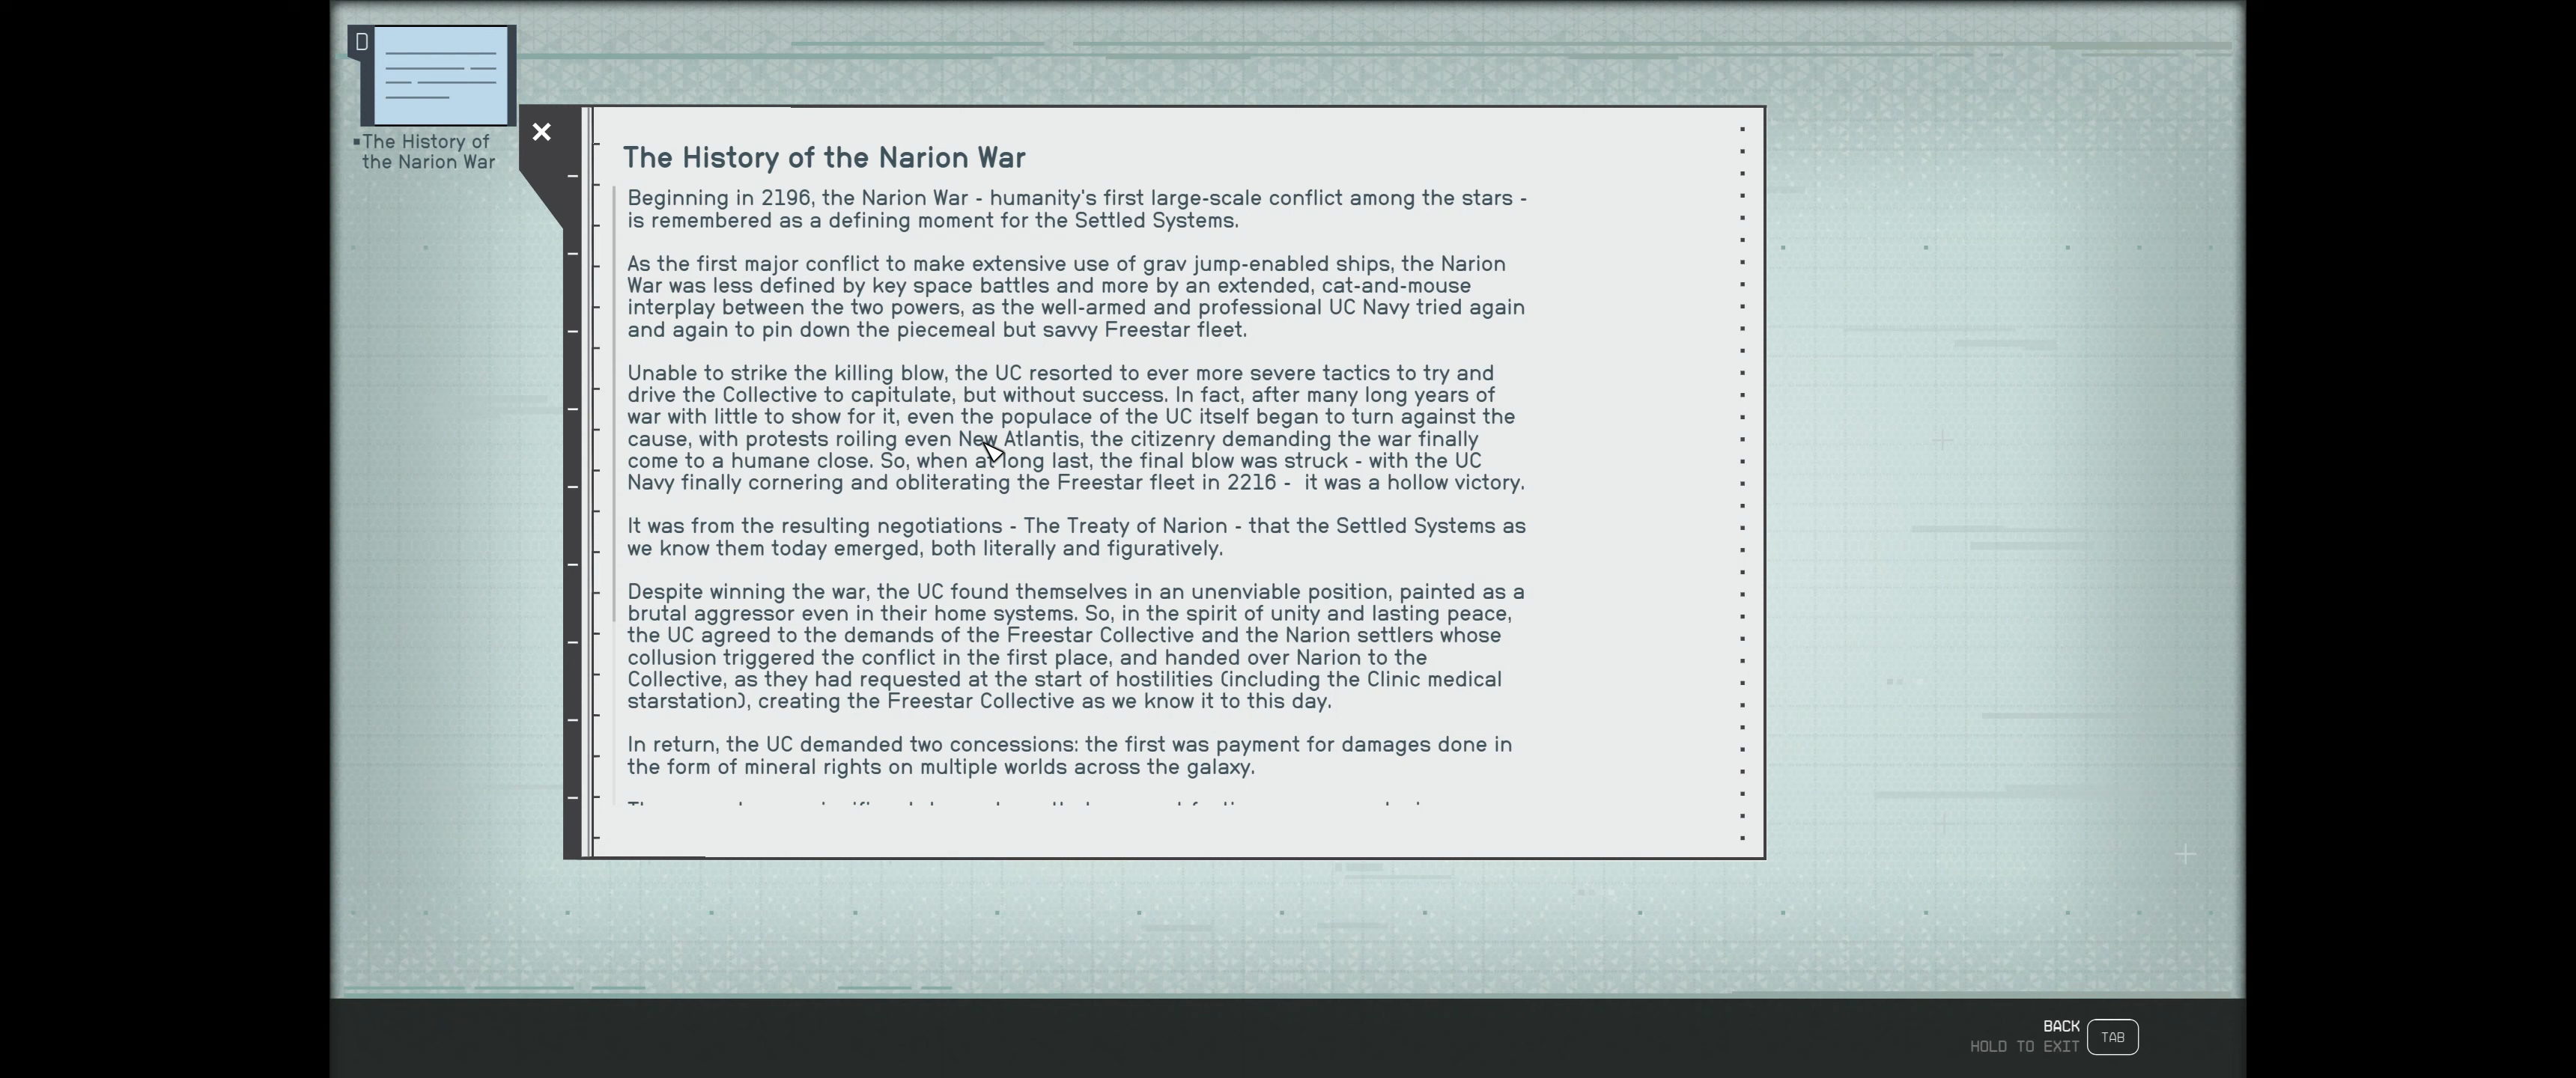 D
The History of
the Narion War
The History of the Narion War
Beginning in 2196, the Narion War - humanity's first large-scale conflict among the stars -
is remembered as a defining moment for the Settled Systems.
As the first major conflict to make extensive use of grav jump-enabled ships, the Narion
War was less defined by key space battles and more by an extended, cat-and-mouse
interplay between the two powers, as the well-armed and professional UC Navy tried again
and again to pin down the piecemeal but savvy Freestar fleet.
Unable to strike the killing blow, the UC resorted to ever more severe tactics to try and
drive the Collective to capitulate, but without success. In fact, after many long years of
war with little to show for it, even the populace of the UC itself began to turn against the
cause, with protests roiling even New Atlantis, the citizenry demanding the war finally
come to a humane close. So, when at long last, the final blow was struck - with the UC
Navy finally cornering and obliterating the Freestar fleet in 2216 -  it was a hollow victory.
It was from the resulting negotiations - The Treaty of Narion - that the Settled Systems as
we know them today emerged, both literally and figuratively.
Despite winning the war, the UC found themselves in an unenviable position, painted as a
brutal aggressor even in their home systems. So, in the spirit of unity and lasting peace,
the UC agreed to the demands of the Freestar Collective and the Narion settlers whose
collusion triggered the conflict in the first place, and handed over Narion to the
Collective, as they had requested at the start of hostilities (including the Clinic medical
starstation), creating the Freestar Collective as we know it to this day.
In return, the UC demanded two concessions: the first was payment for damages done in
the form of mineral rights on multiple worlds across the galaxy.
BACK
HOLD TO EXIT
TAB